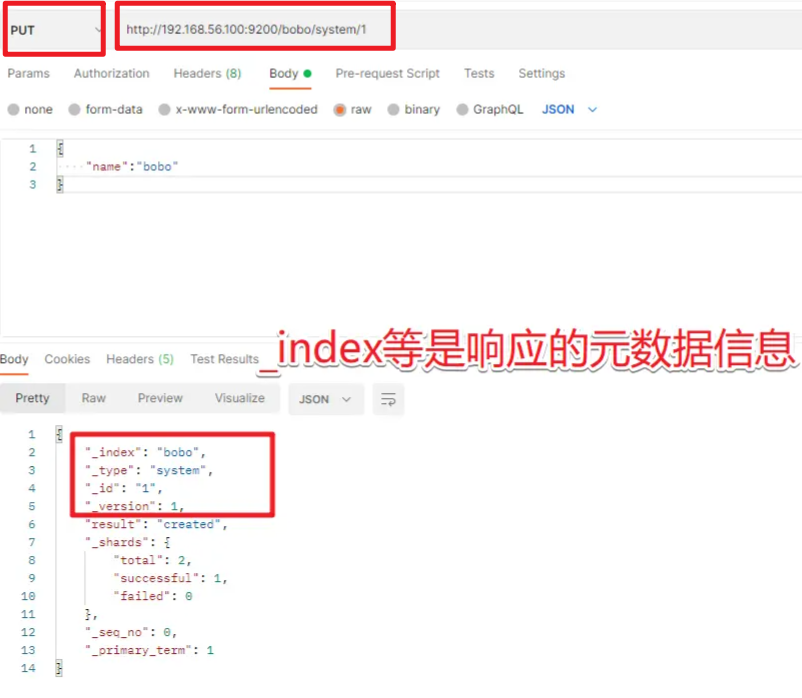 PUT http://192.168.56.100:9200/bobo/system/1
Params Authorization Headers (8) Body Pre-request Script Tests Settings
none form-data x-www-form-urlencoded raw binary GraphQL JSON
1 {
2 "name":"bobo"
3 }
_index等是响应的元数据信息
Body Cookies Headers (5) Test Results
Pretty Raw Preview Visualize JSON
1 {
2 "_index": "bobo",
3 "_type": "system",
4 "_id": "1",
5 "_version": 1,
6 "result": "created",
7 "_shards": {
8 "total": 2,
9 "successful": 1,
10 "failed": 0
11 },
12 "_seq_no": 0,
13 "_primary_term": 1
14 }